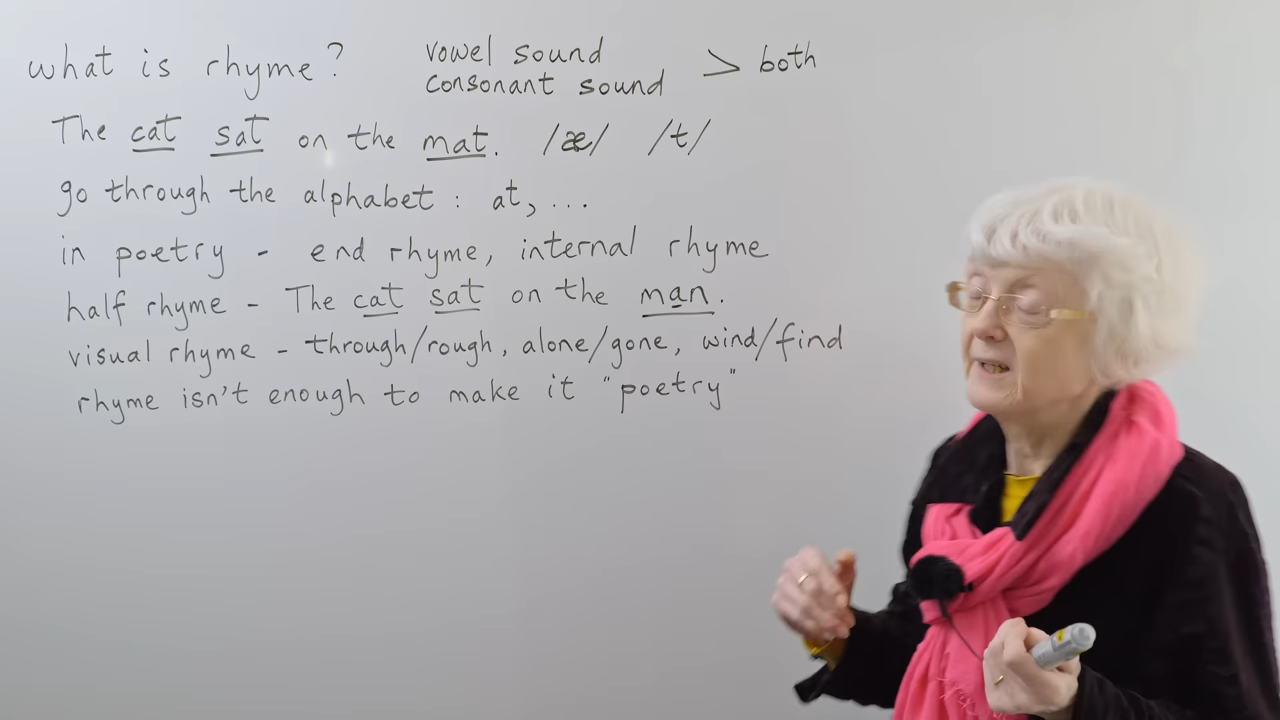 what is rhyme? vowel sound
consonant sound > both
The cat sat on the mat. /æ/ /t/
go through the alphabet : at, ...
in poetry - end rhyme, internal rhyme
half rhyme - The cat sat on the man.
visual rhyme - through/rough, alone/gone, wind/find
rhyme isn't enough to make it "poetry"